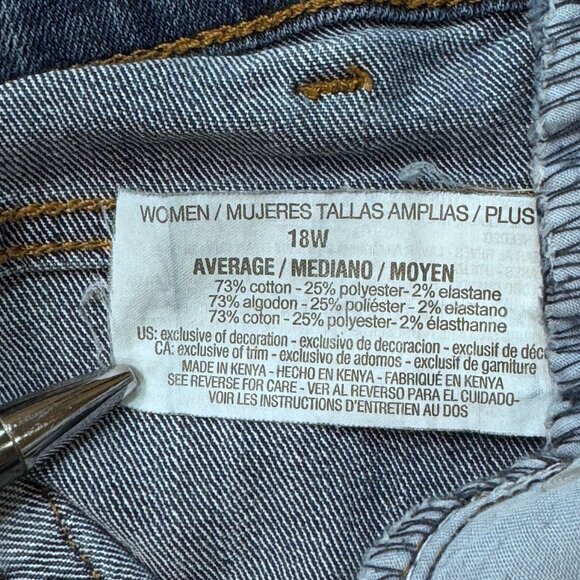 WOMEN / MUJERES TALLAS AMPLIAS / PLUS
18W
AVERAGE / MEDIANO / MOYEN
73% cotton - 25% polyester- 2% elastane
73% algodon - 25% poliéster- 2% elastano
73% coton - 25% polyester- 2% élasthanne
US: exclusive of decoration - exclusivo de decoracion - exclusif de déc
CA: exclusive of trim - exclusivo de adornos - exclusif de garniture
MADE IN KENYA - HECHO EN KENYA - FABRIQUÉ EN KENYA
SEE REVERSE FOR CARE - VER AL REVERSO PARA EL CUIDADO-
VOIR LES INSTRUCTIONS D'ENTRETIEN AU DOS